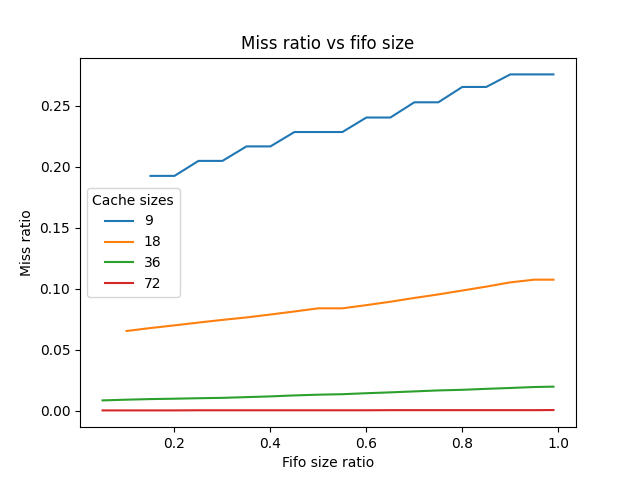 Miss ratio vs fifo size
Miss ratio
0.25
0.20
0.15
0.10
0.05
0.00
Cache sizes
9
18
36
72
0.2 0.4 0.6 0.8 1.0
Fifo size ratio